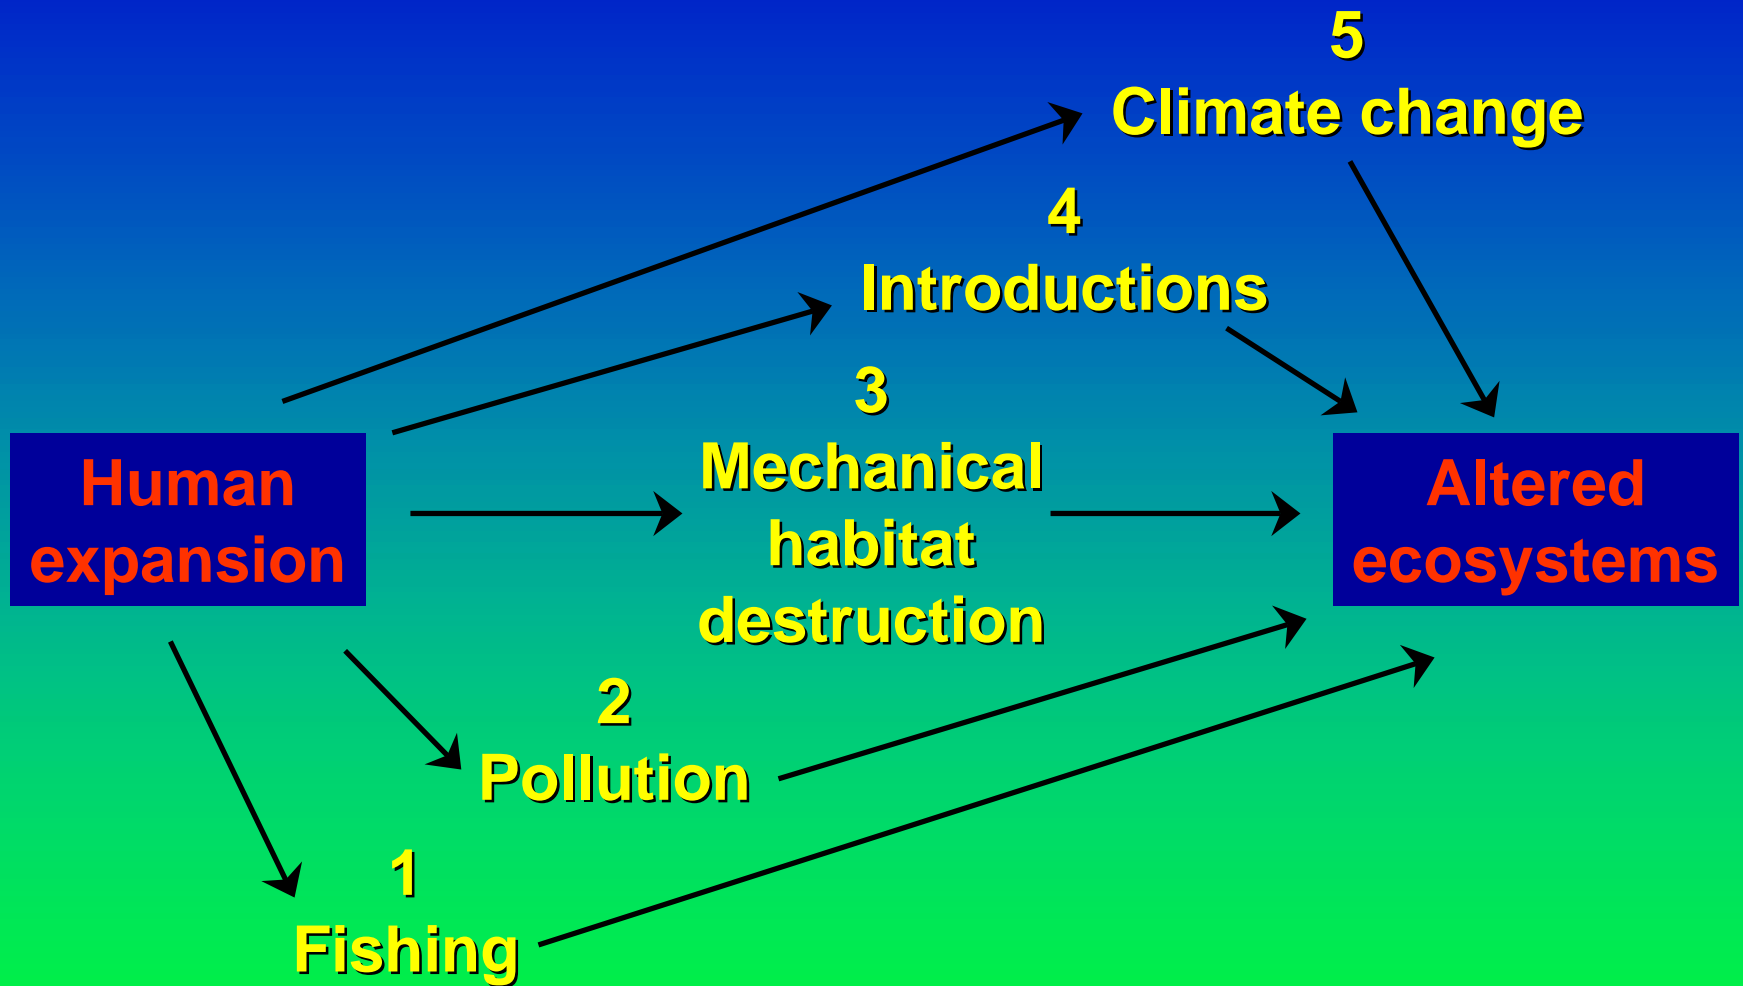 5
Climate change
4
Introductions
3
Mechanical
habitat
destruction
Human
expansion
Altered
ecosystems
2
Pollution
1
Fishing